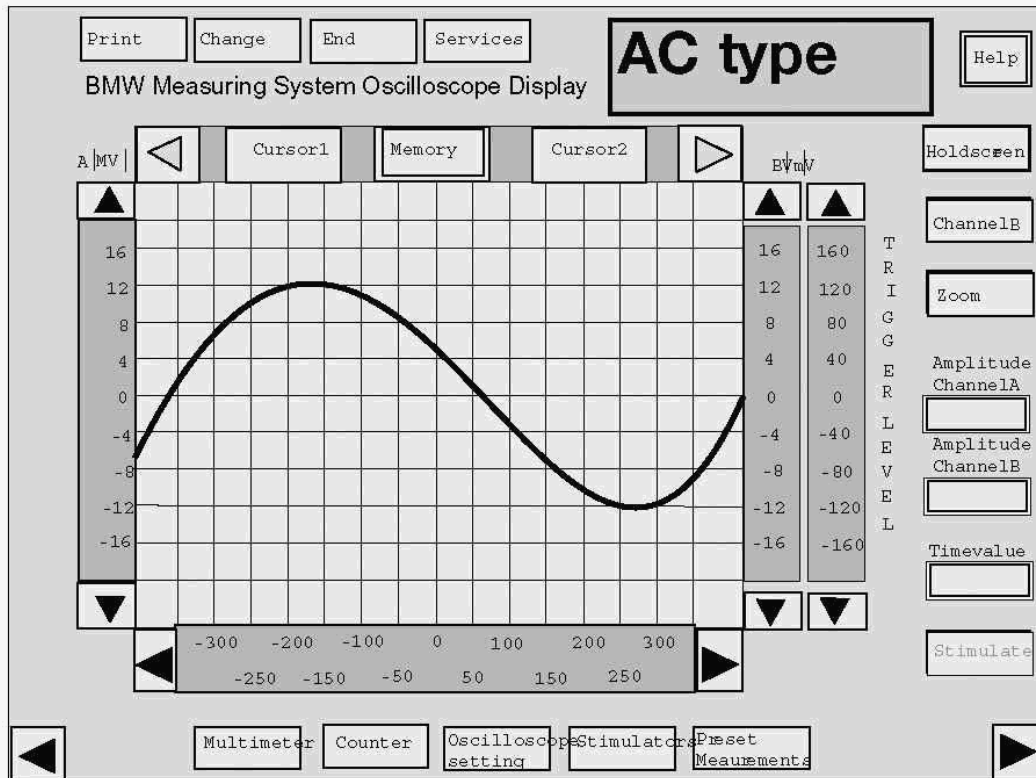 Print Change End Services
AC type
Help
BMW Measuring System Oscilloscope Display
Cursor1 Memory Cursor2
A MV
BVmV
Holdscreen
ChannelB
Zoom
Amplitude
ChannelA
Amplitude
ChannelB
Timevalue
Stimulate
16
12
8
4
0
-4
-8
-12
-16
16
12
8
4
0
-4
-8
-12
-16
160
120
80
40
0
-40
-80
-120
-160
TRIGGER LEVEL
-300 -200 -100 0 100 200 300
-250 -150 -50 50 150 250
Multimeter Counter Oscilloscope setting Stimulators Preset Meaurements